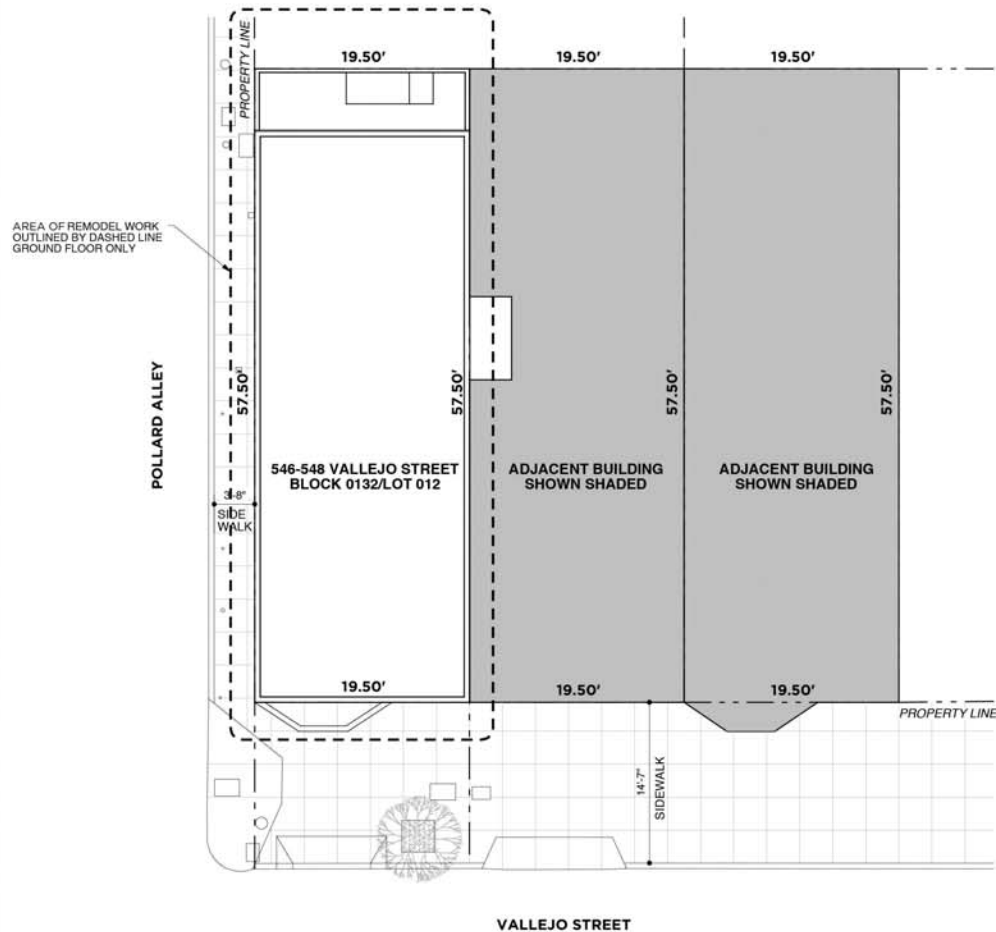 PROPERTY LINE
19.50'
19.50'
19.50'
AREA OF REMODEL WORK
OUTLINED BY DASHED LINE
GROUND FLOOR ONLY
POLLARD ALLEY
57.50'
57.50'
57.50'
57.50'
546-548 VALLEJO STREET
BLOCK 0132/LOT 012
ADJACENT BUILDING
SHOWN SHADED
ADJACENT BUILDING
SHOWN SHADED
3'-8"
SIDE
WALK
19.50'
19.50'
19.50'
PROPERTY LINE
14'-7"
SIDEWALK
VALLEJO STREET